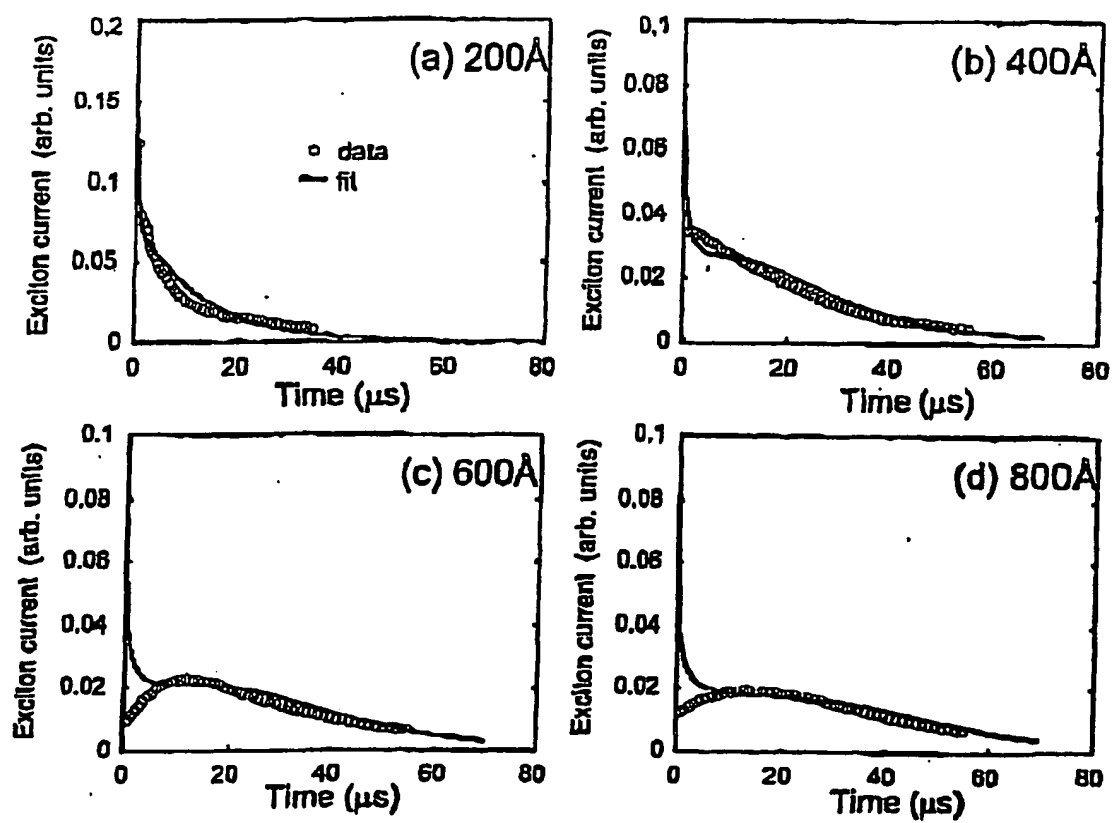 (a) 200Å
Exciton current (arb. units)
0.2
0.15
0.1
0.05
0
data
fit
0 20 40 60 80
Time (μs)
(b) 400Å
Exciton current (arb. units)
0.1
0.08
0.06
0.04
0.02
0
0 20 40 60 80
Time (μs)
(c) 600Å
Exciton current (arb. units)
0.1
0.08
0.06
0.04
0.02
0
0 20 40 60 80
Time (μs)
(d) 800Å
Exciton current (arb. units)
0.1
0.08
0.06
0.04
0.02
0
0 20 40 60 80
Time (μs)